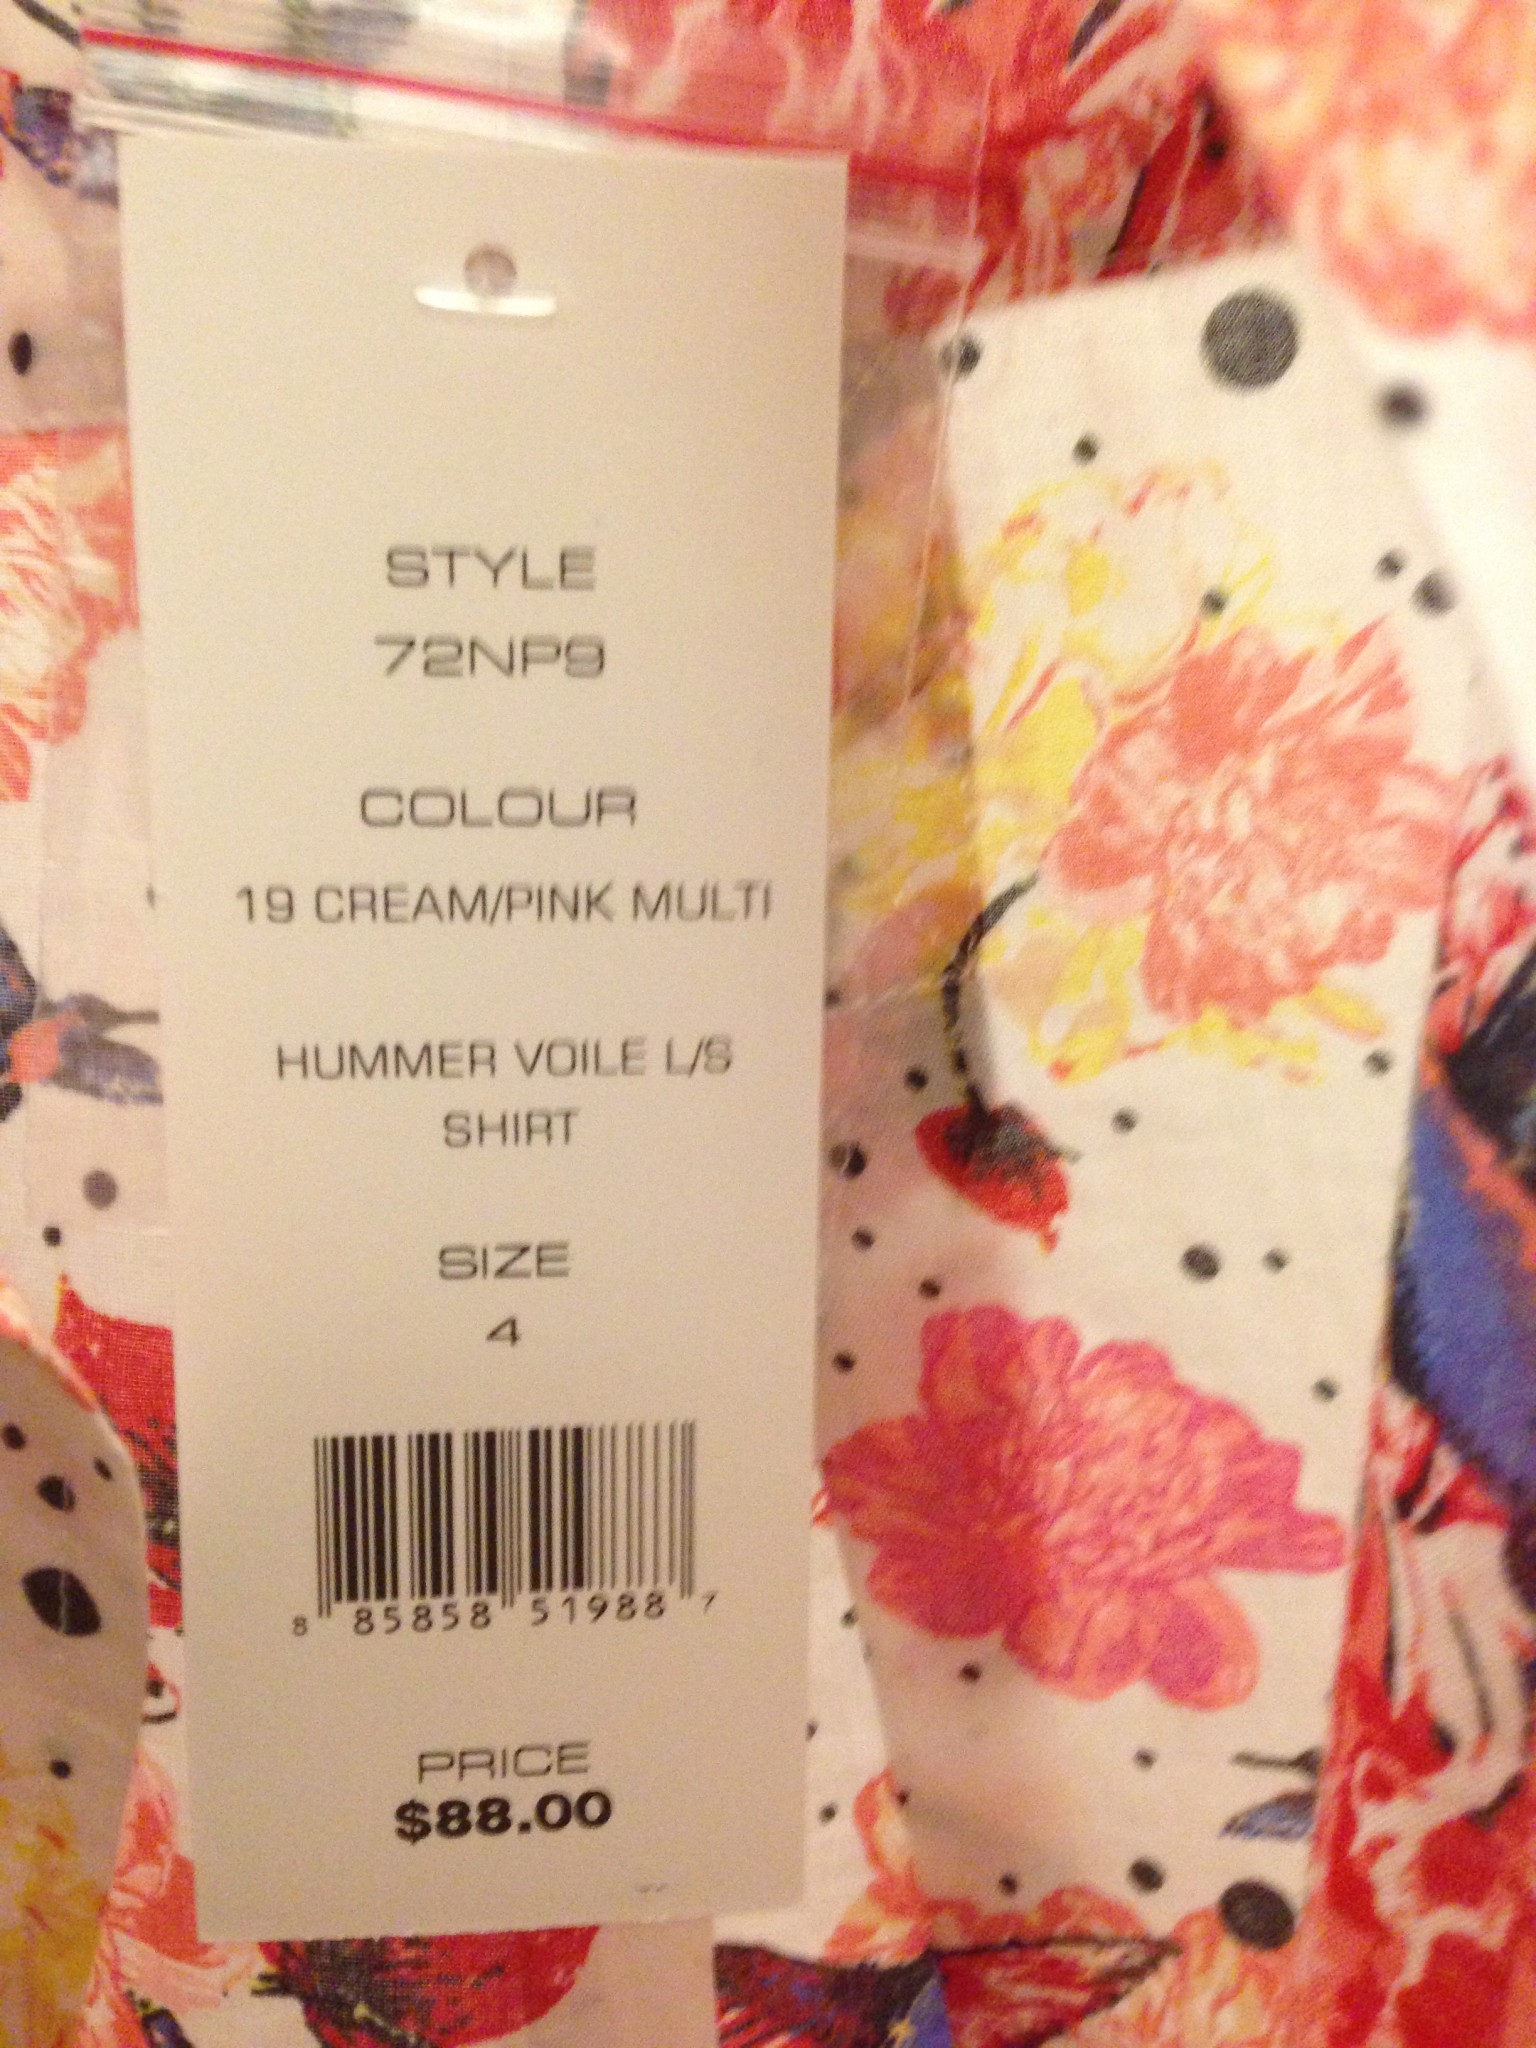 STYLE
72NP9
COLOUR
19 CREAM/PINK MULTI
HUMMER VOILE L/S
SHIRT
SIZE
4
8 85858 51988 7
PRICE
$88.00